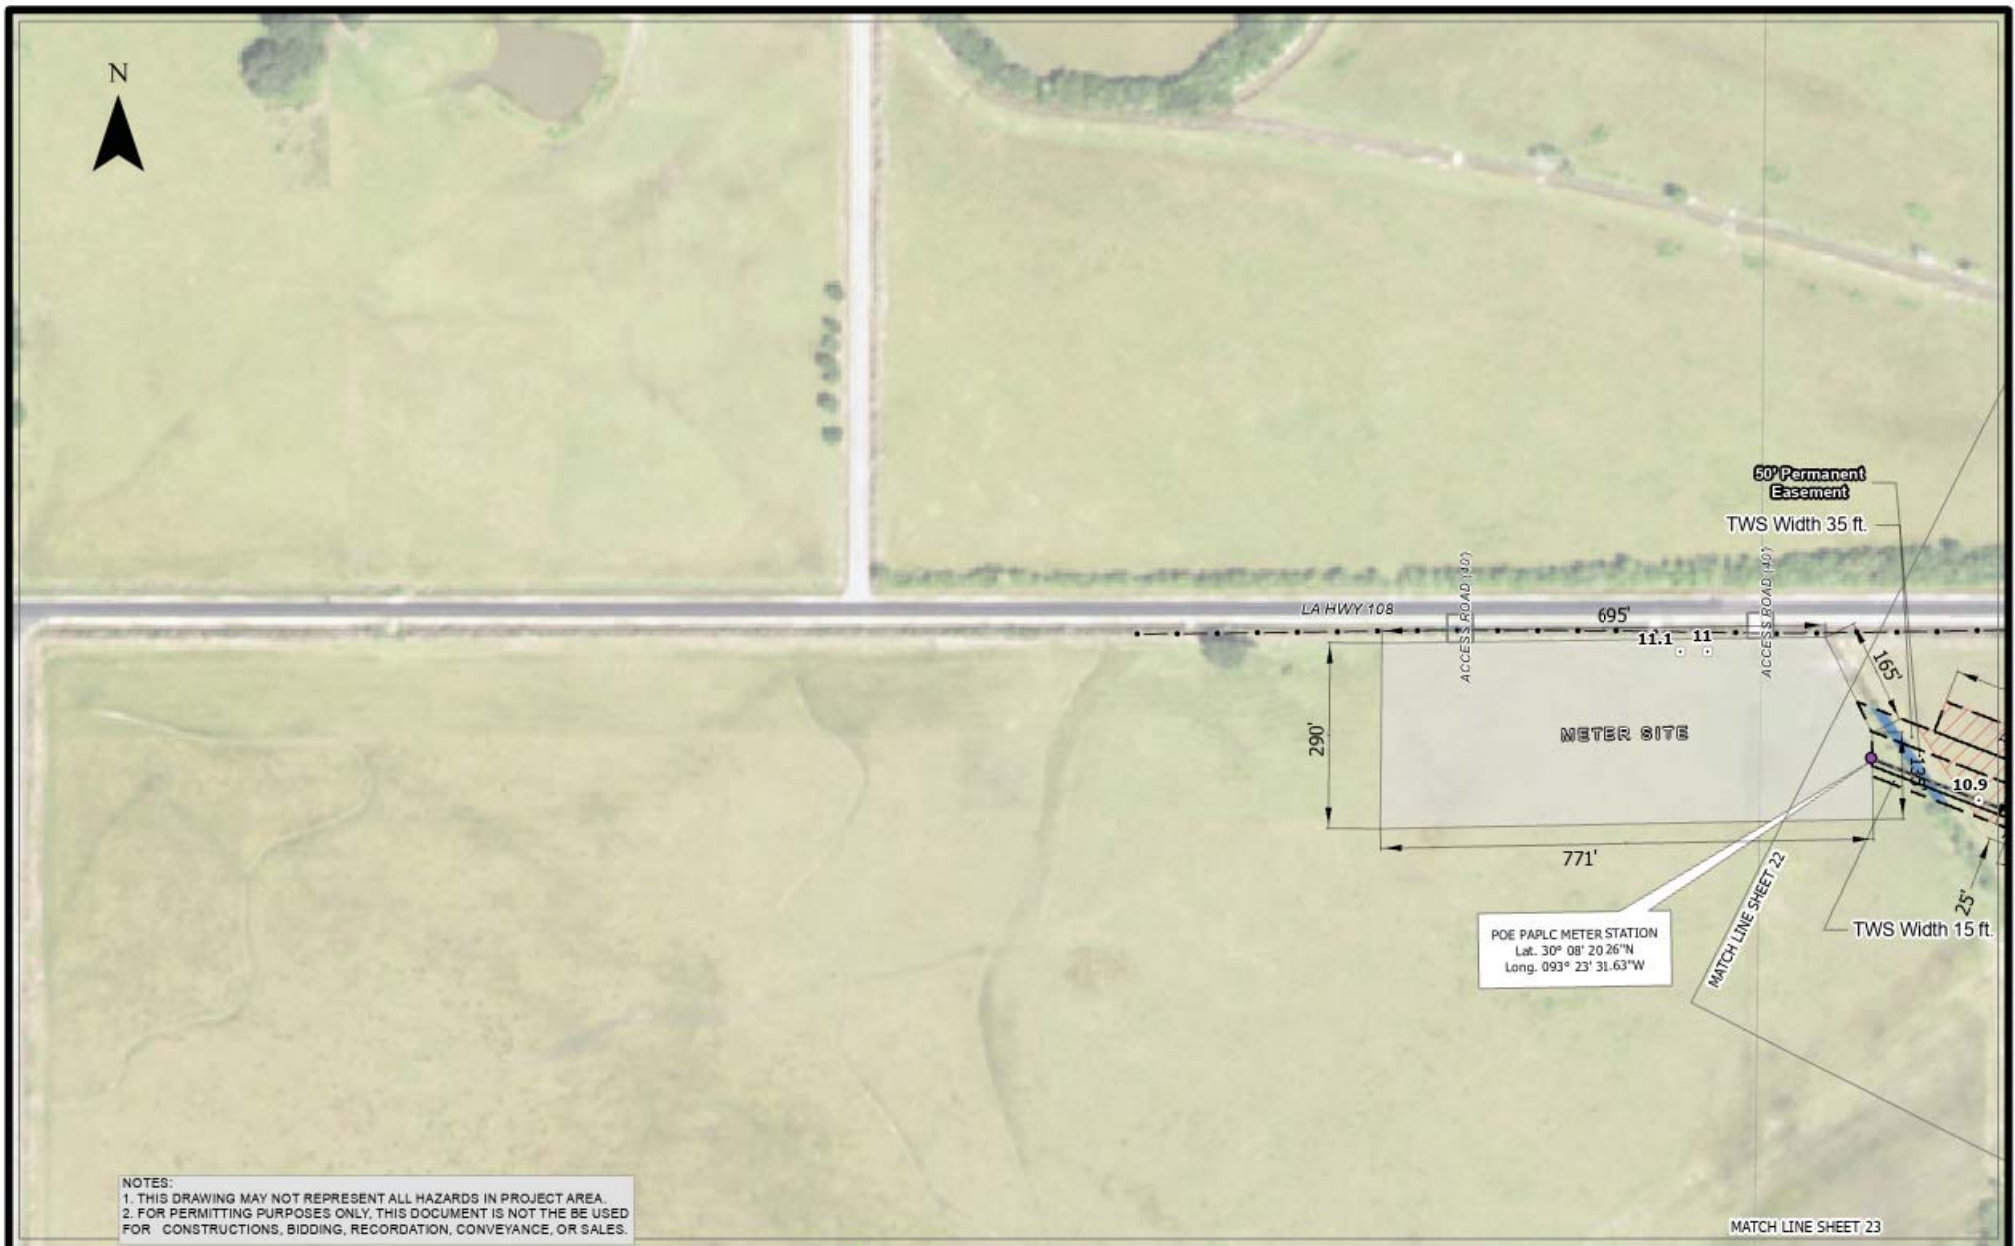 N
50' Permanent
Easement
TWS Width 35 ft.
ACCESS ROAD (40')
ACCESS ROAD (40')
LA HWY 108
695'
11.1
11
165'
290'
METER SITE
135'
10.9
771'
25'
MATCH LINE SHEET 22
TWS Width 15 ft.
POE PAPLC METER STATION
Lat. 30° 08' 20.26"N
Long. 093° 23' 31.63"W
NOTES:
1. THIS DRAWING MAY NOT REPRESENT ALL HAZARDS IN PROJECT AREA.
2. FOR PERMITTING PURPOSES ONLY, THIS DOCUMENT IS NOT THE BE USED
FOR CONSTRUCTIONS, BIDDING, RECORDATION, CONVEYANCE, OR SALES.
MATCH LINE SHEET 23